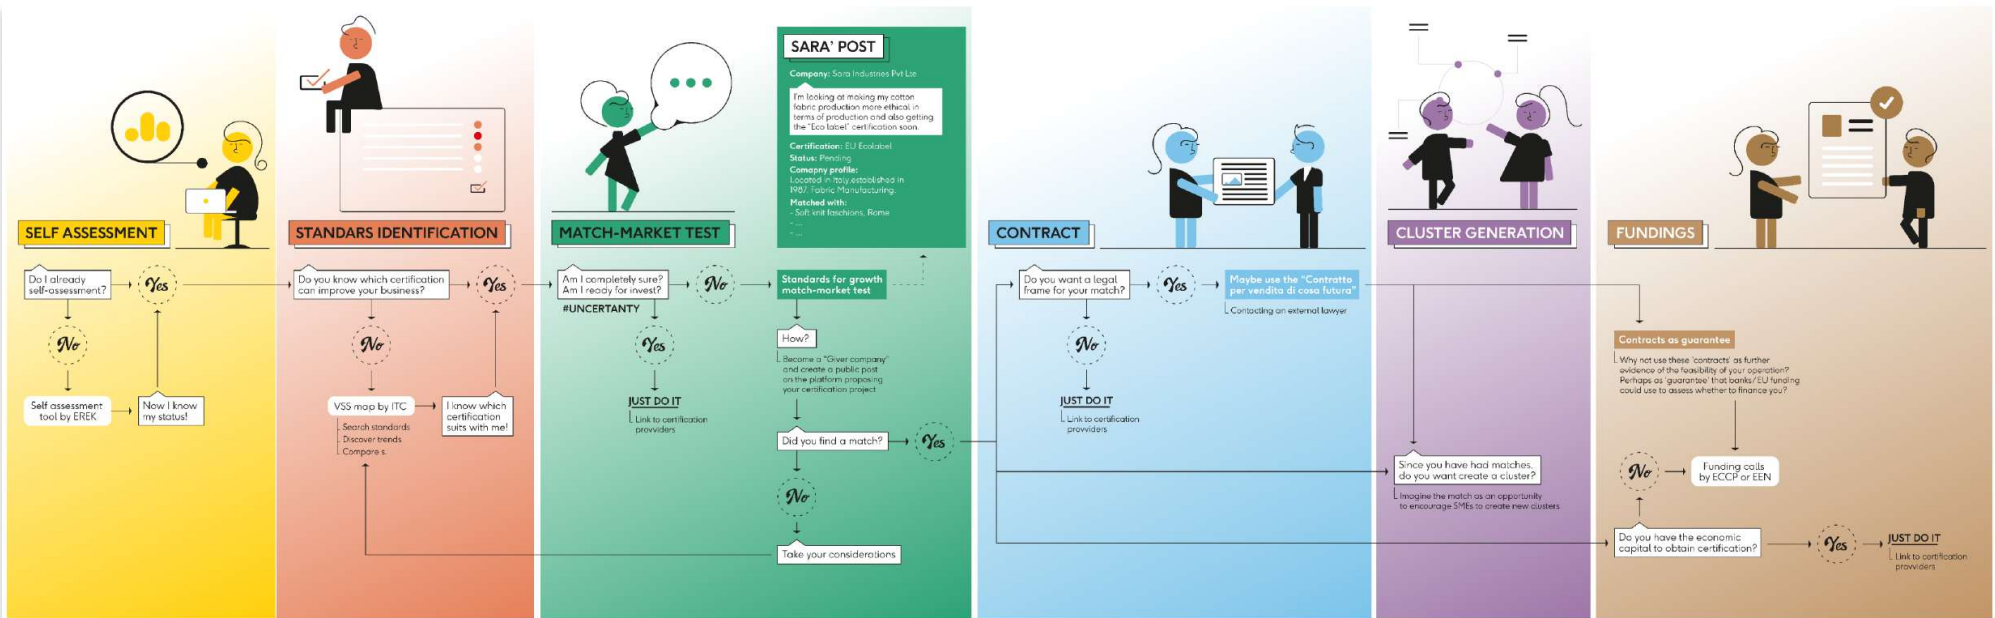 SELF ASSESSMENT
Do I already
self-assessment?
Yes
No
Self assessment
tool by EREK
Now I know
my status!
STANDARS IDENTIFICATION
Do you know which certification
can improve your business?
Yes
No
VSS map by ITC
Search standards
Discover trends
Compare s.
I know which
certification
suits with me!
MATCH-MARKET TEST
Am I completely sure?
Am I ready for invest?
#UNCERTANTY
No
Yes
JUST DO IT
Link to certification
provviders
SARA' POST
Company: Sara Industries Pvt Lte
I'm looking at making my cotton
fabric production more ethical in
terms of production and also getting
the "Eco label" certification soon.
Certification: EU Ecolabel
Status: Pending
Comapny profile:
Located in Italy,established in
1987. Fabric Manufacturing.
Matched with:
- Soft knit faschions, Rome
- ...
- ...
Standards for growth
match-market test
How?
Become a "Giver company"
and create a public post
on the platform proposing
your certification project
Did you find a match?
Yes
No
Take your considerations
CONTRACT
Do you want a legal
frame for your match?
Yes
Maybe use the "Contratto
per vendita di cosa futura"
Contacting an external lawyer
No
JUST DO IT
Link to certification
provviders
CLUSTER GENERATION
Since you have had matches,
do you want create a cluster?
Imagine the match as an opportunity
to encourage SMEs to create new clusters
FUNDINGS
Contracts as guarantee
Why not use these 'contracts' as further
evidence of the feasibility of your operation?
Perhaps as 'guarantee' that banks/EU funding
could use to assess whether to finance you?
No
Funding calls
by ECCP or EEN
Do you have the economic
capital to obtain certification?
Yes
JUST DO IT
Link to certification
provviders